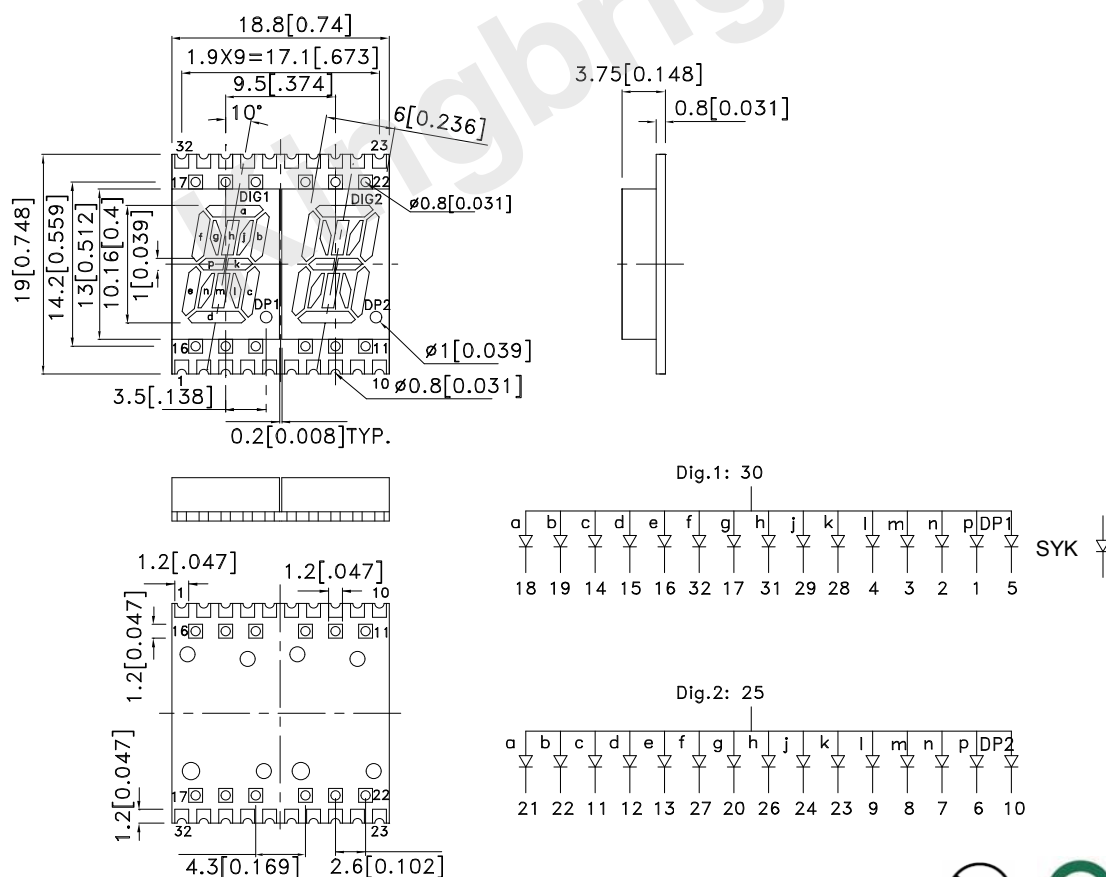 Kingbrig
18.8[0.74]
1.9X9=17.1[.673]
9.5[.374]
10°
6[0.236]
3.75[0.148]
0.8[0.031]
32 23
17 22
DIG1 DIG2
ø0.8[0.031]
19[0.748]
14.2[0.559]
13[0.512]
10.16[0.4]
1[0.039]
a
f g h j b
p k
e n m l c
d
DP1 DP2
16 11
1 10
ø1[0.039]
ø0.8[0.031]
3.5[.138]
0.2[0.008]TYP.
Dig.1: 30
a b c d e f g h j k l m n p DP1
SYK
18 19 14 15 16 32 17 31 29 28 4 3 2 1 5
1.2[.047] 1.2[.047]
1 10
16 11
1.2[0.047]
1.2[0.047]
17 22
32 23
4.3[0.169] 2.6[0.102]
Dig.2: 25
a b c d e f g h j k l m n p DP2
21 22 11 12 13 27 20 26 24 23 9 8 7 6 10